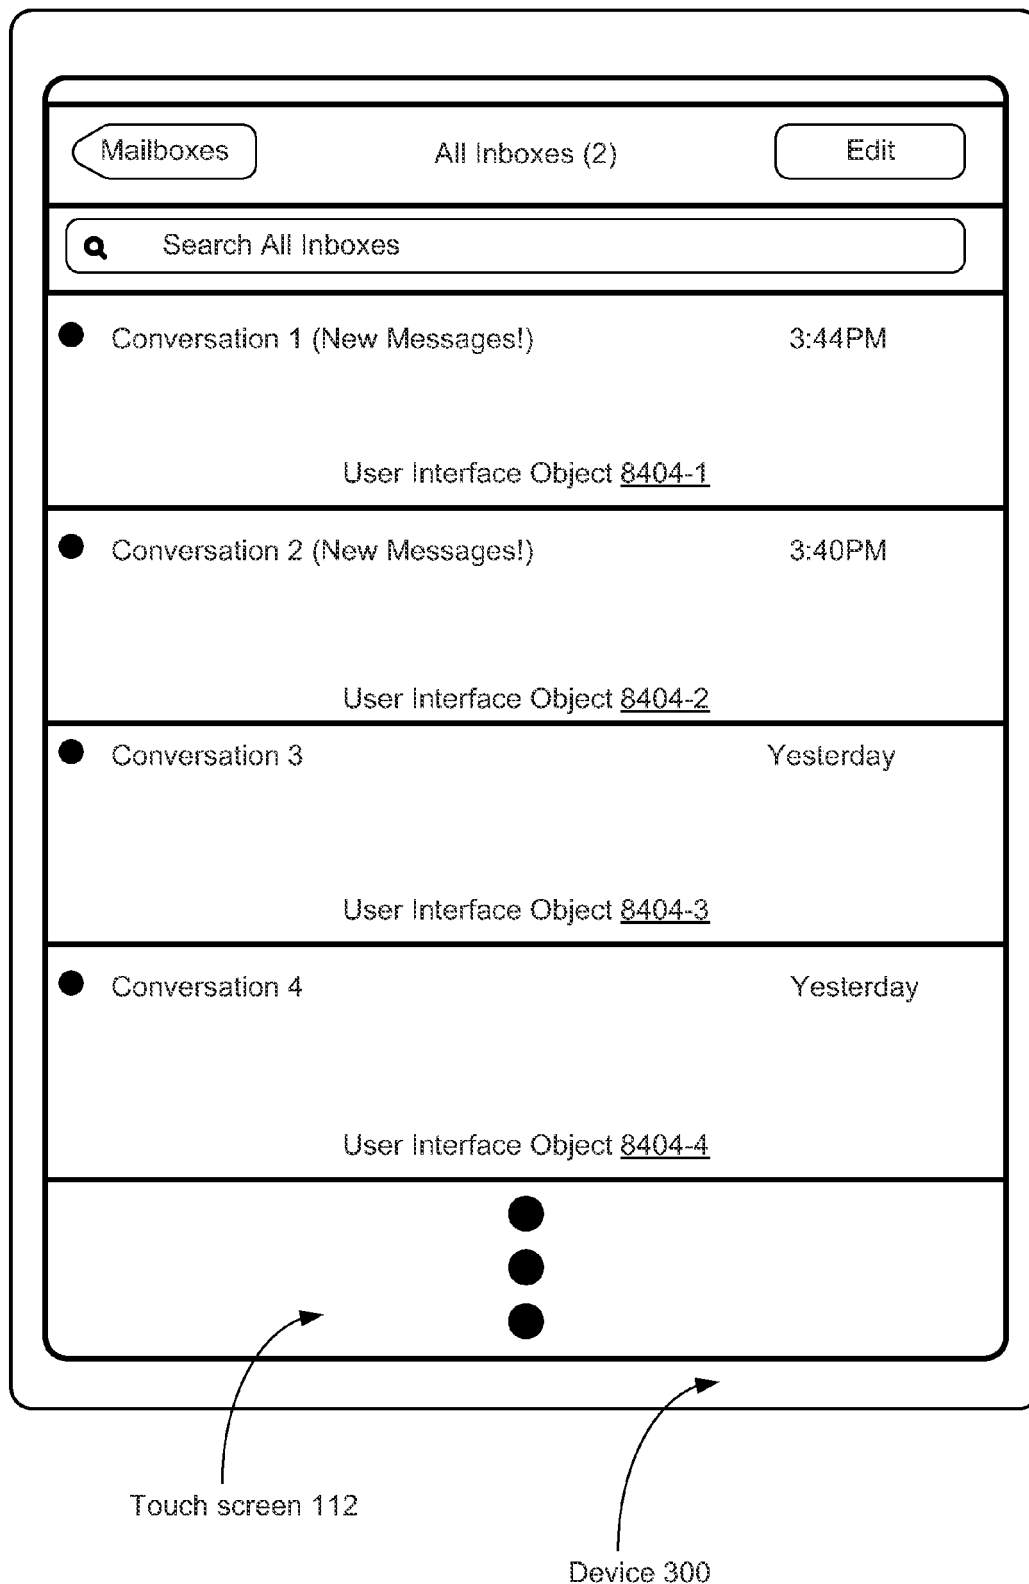 Mailboxes All Inboxes (2) Edit
Search All Inboxes
Conversation 1 (New Messages!) 3:44PM
User Interface Object 8404-1
Conversation 2 (New Messages!) 3:40PM
User Interface Object 8404-2
Conversation 3 Yesterday
User Interface Object 8404-3
Conversation 4 Yesterday
User Interface Object 8404-4
Touch screen 112
Device 300